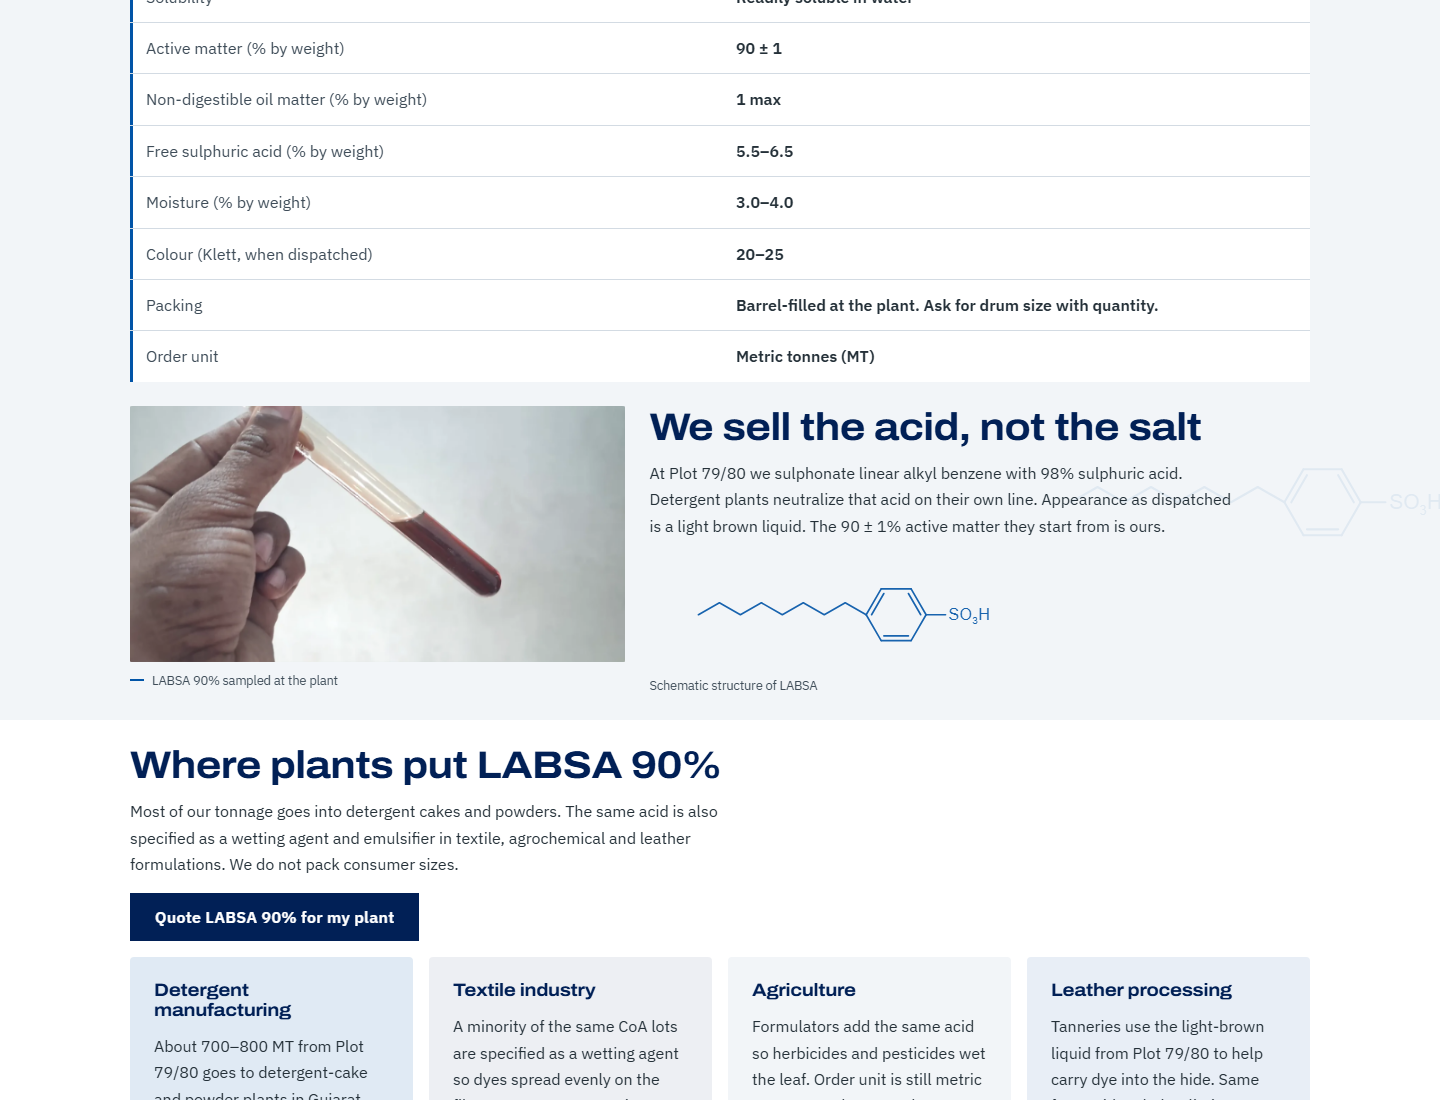 Solubility Readily soluble in water
Active matter (% by weight) 90 ± 1
Non-digestible oil matter (% by weight) 1 max
Free sulphuric acid (% by weight) 5.5–6.5
Moisture (% by weight) 3.0–4.0
Colour (Klett, when dispatched) 20–25
Packing Barrel-filled at the plant. Ask for drum size with quantity.
Order unit Metric tonnes (MT)
We sell the acid, not the salt
At Plot 79/80 we sulphonate linear alkyl benzene with 98% sulphuric acid.
Detergent plants neutralize that acid on their own line. Appearance as dispatched
is a light brown liquid. The 90 ± 1% active matter they start from is ours.
SO3H
SO3H
LABSA 90% sampled at the plant
Schematic structure of LABSA
Where plants put LABSA 90%
Most of our tonnage goes into detergent cakes and powders. The same acid is also
specified as a wetting agent and emulsifier in textile, agrochemical and leather
formulations. We do not pack consumer sizes.
Quote LABSA 90% for my plant
Detergent
manufacturing
About 700–800 MT from Plot
79/80 goes to detergent-cake
and powder plants in Gujarat
Textile industry
A minority of the same CoA lots
are specified as a wetting agent
so dyes spread evenly on the
Agriculture
Formulators add the same acid
so herbicides and pesticides wet
the leaf. Order unit is still metric
Leather processing
Tanneries use the light-brown
liquid from Plot 79/80 to help
carry dye into the hide. Same